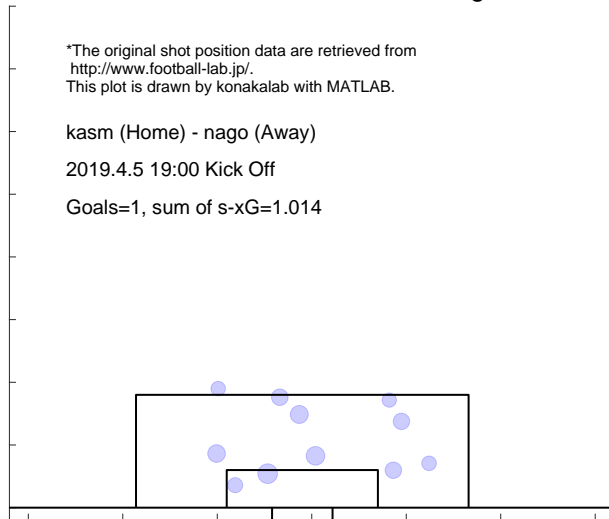 *The original shot position data are retrieved from
http://www.football-lab.jp/.
This plot is drawn by konakalab with MATLAB.
kasm (Home) - nago (Away)
2019.4.5 19:00 Kick Off
Goals=1, sum of s-xG=1.014